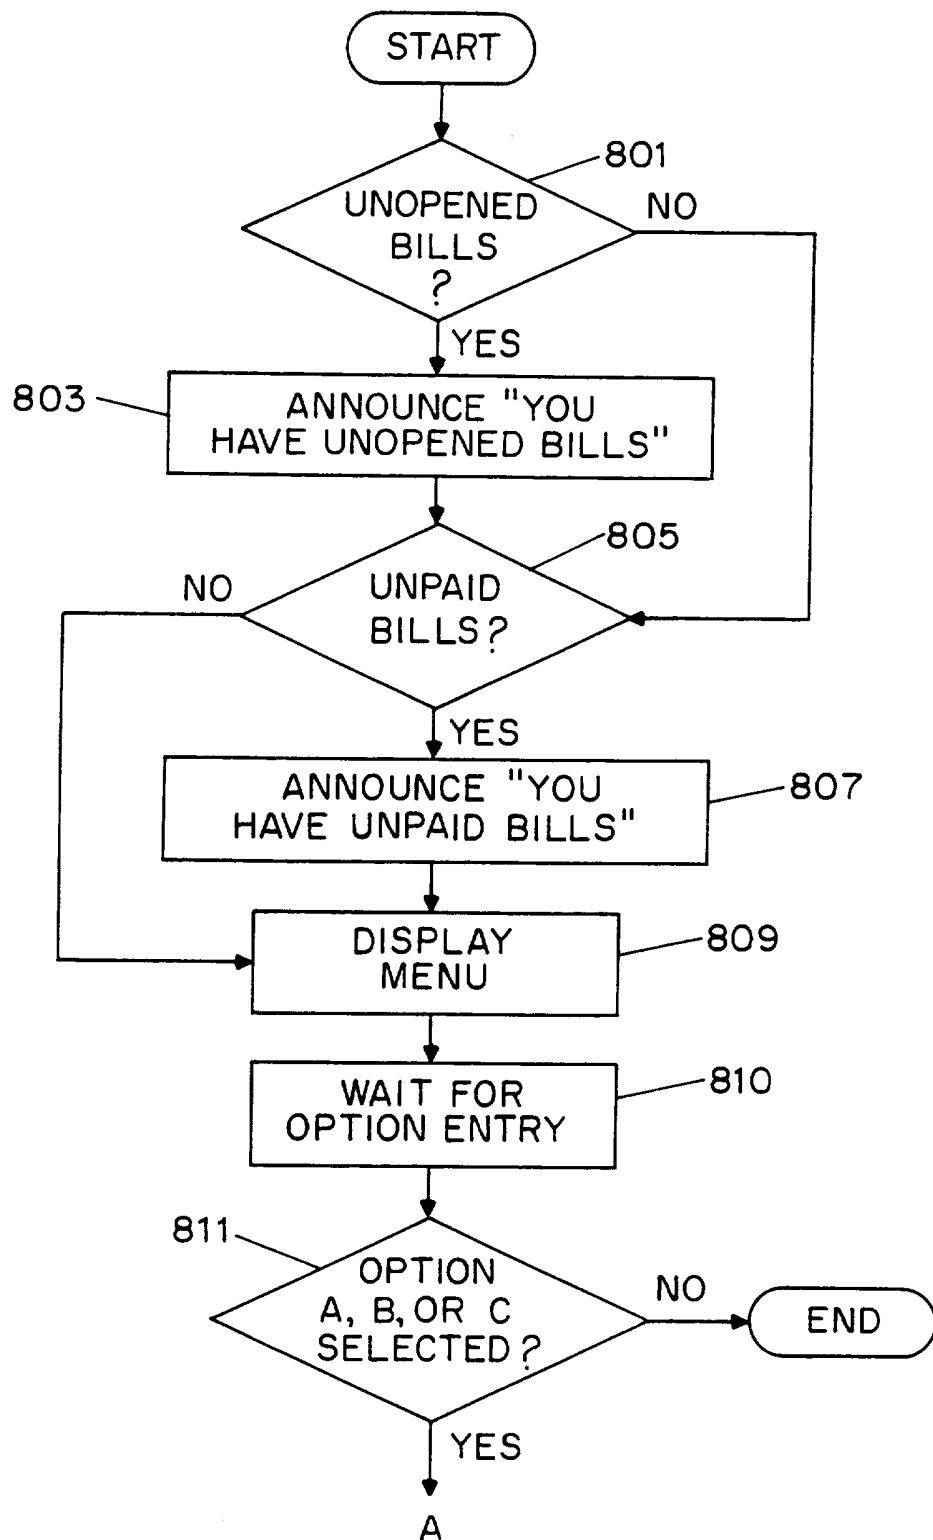 START
801
UNOPENED
BILLS
?
NO
YES
803
ANNOUNCE "YOU
HAVE UNOPENED BILLS"
805
NO
UNPAID
BILLS?
YES
ANNOUNCE "YOU
HAVE UNPAID BILLS"
807
DISPLAY
MENU
809
WAIT FOR
OPTION ENTRY
810
811
OPTION
A, B, OR C
SELECTED?
NO
END
YES
A